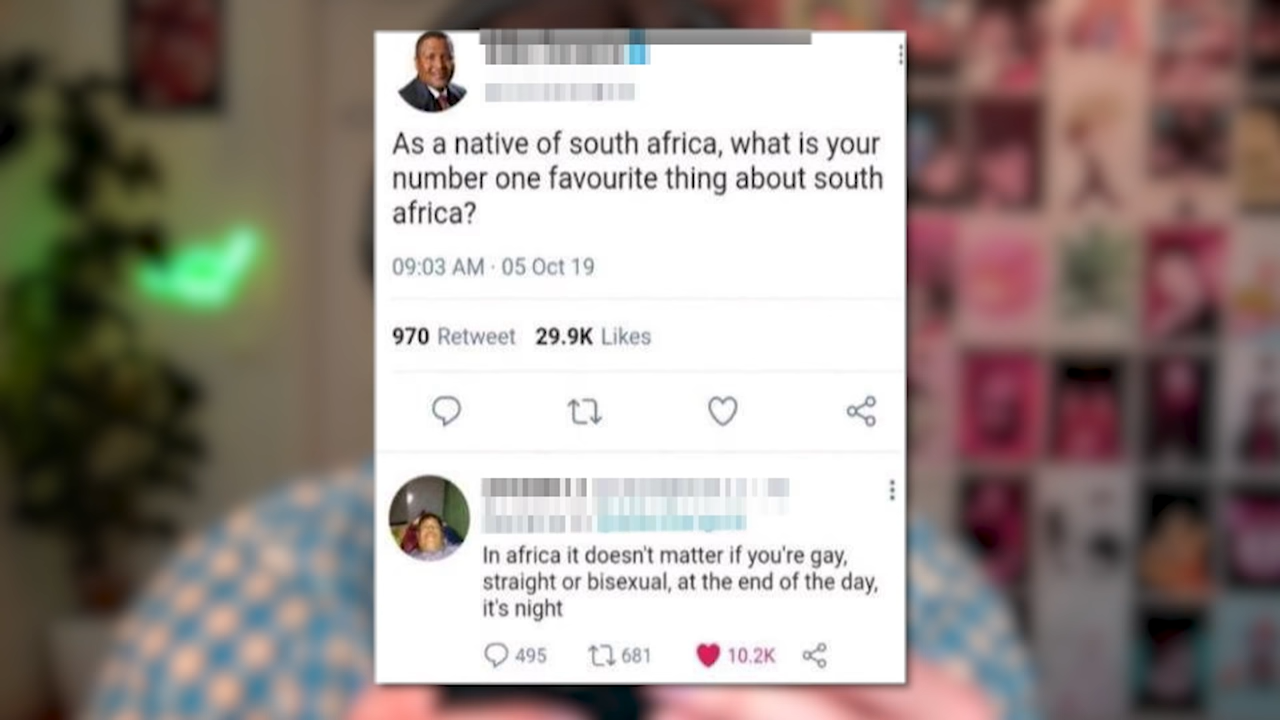 As a native of south africa, what is your
number one favourite thing about south
africa?
09:03 AM · 05 Oct 19
970 Retweet 29.9K Likes
In africa it doesn't matter if you're gay,
straight or bisexual, at the end of the day,
it's night
495 681 10.2K